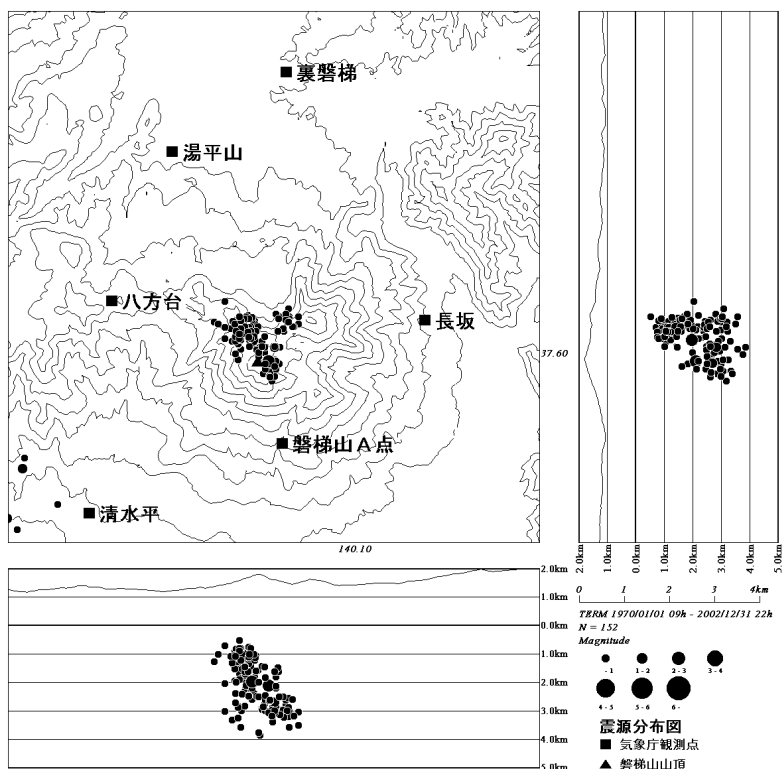 裏磐梯
湯平山
八方台
長坂
37.60
磐梯山A点
清水平
140.10
2.0km
1.0km
0.0km
1.0km
2.0km
3.0km
4.0km
5.0km
2.0km
1.0km
0.0km
1.0km
2.0km
3.0km
4.0km
5.0km
0 1 2 3 4km
TERM 1970/01/01 09h - 2002/12/31 22h
N = 152
Magnitude
- 1 1 - 2 2 - 3 3 - 4
4 - 5 5 - 6 6 -
震源分布図
気象庁観測点
磐梯山山頂